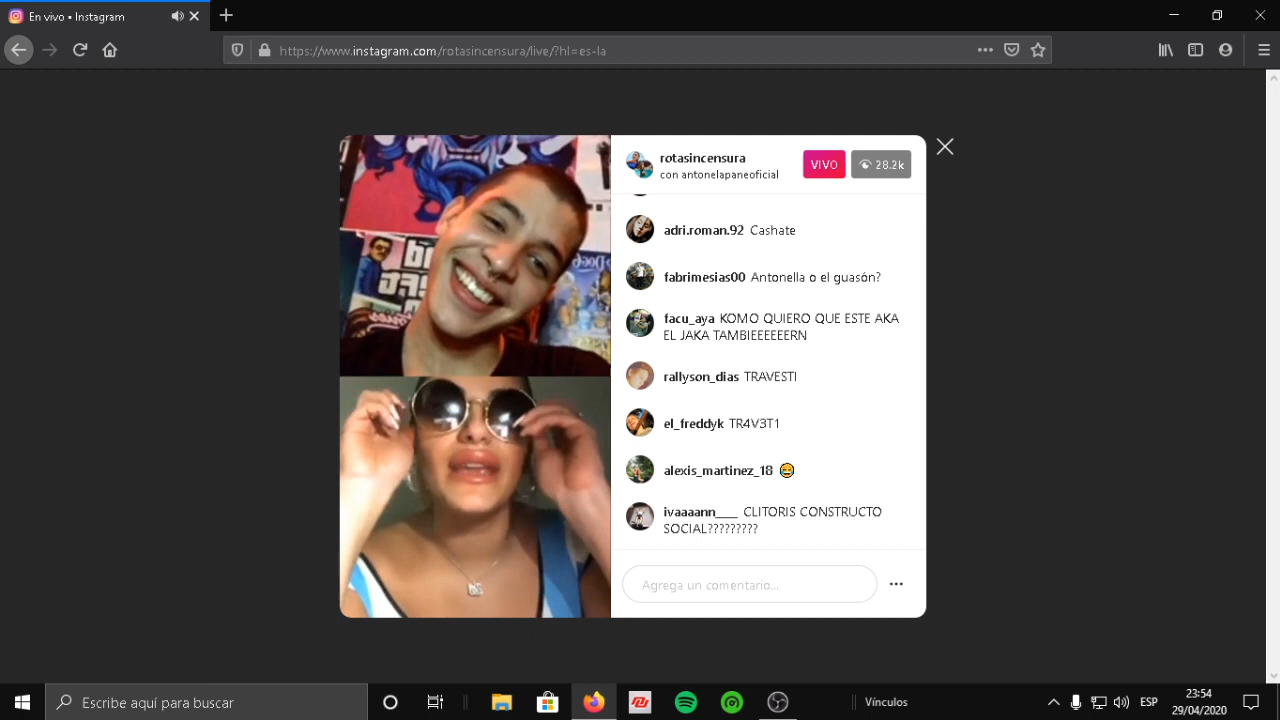 En vivo • Instagram
https://www.instagram.com/rotasincensura/live/?hl=es-la
rotasincensura
con antonelapaneoficial
VIVO
28.2k
adri.roman.92 Cashate
fabrimesias00 Antonella o el guasón?
facu_aya KOMO QUIERO QUE ESTE AKA
EL JAKA TAMBIEEEEEERN
rallyson_dias TRAVESTI
el_freddyk TR4V3T1
alexis_martinez_18 😂
ivaaaann____ CLITORIS CONSTRUCTO
SOCIAL?????????
Agrega un comentario...
Escribe aquí para buscar
Vínculos
ESP
23:54
29/04/2020